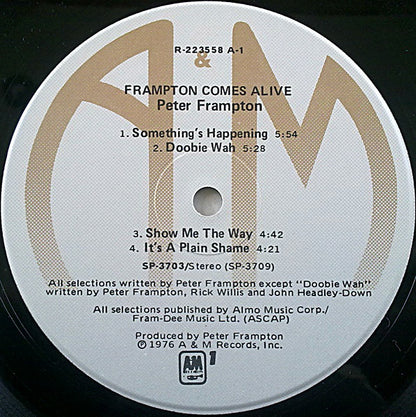 R-223558 A-1
A&M
FRAMPTON COMES ALIVE
Peter Frampton
1. Something's Happening 5:54
2. Doobie Wah 5:28
3. Show Me The Way 4:42
4. It's A Plain Shame 4:21
SP-3703/Stereo (SP-3709)
All selections written by Peter Frampton except "Doobie Wah"
written by Peter Frampton, Rick Willis and John Headley-Down
All selections published by Almo Music Corp./
Fram-Dee Music Ltd. (ASCAP)
Produced by Peter Frampton
℗1976 A & M Records, Inc.
A&M 1